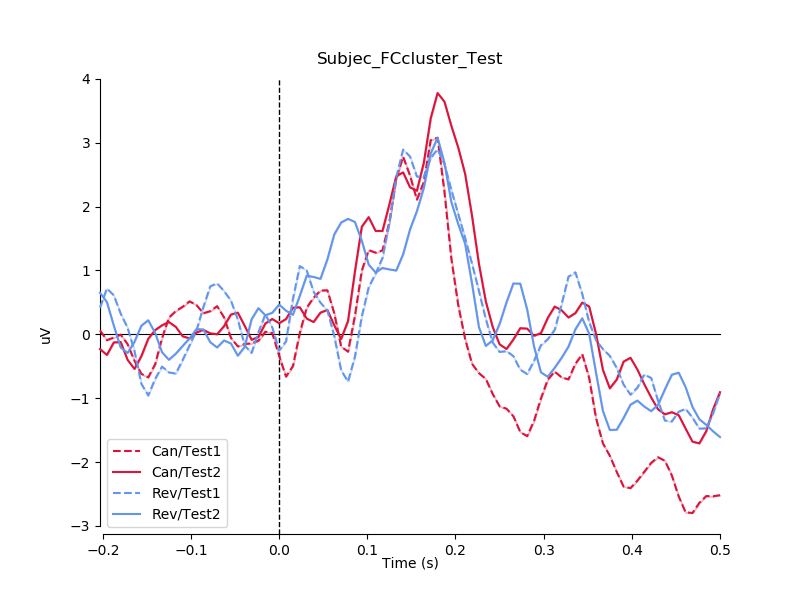 Subjec_FCcluster_Test
4
3
2
1
0
−1
−2
−3
uV
Can/Test1
Can/Test2
Rev/Test1
Rev/Test2
−0.2 −0.1 0.0 0.1 0.2 0.3 0.4 0.5
Time (s)